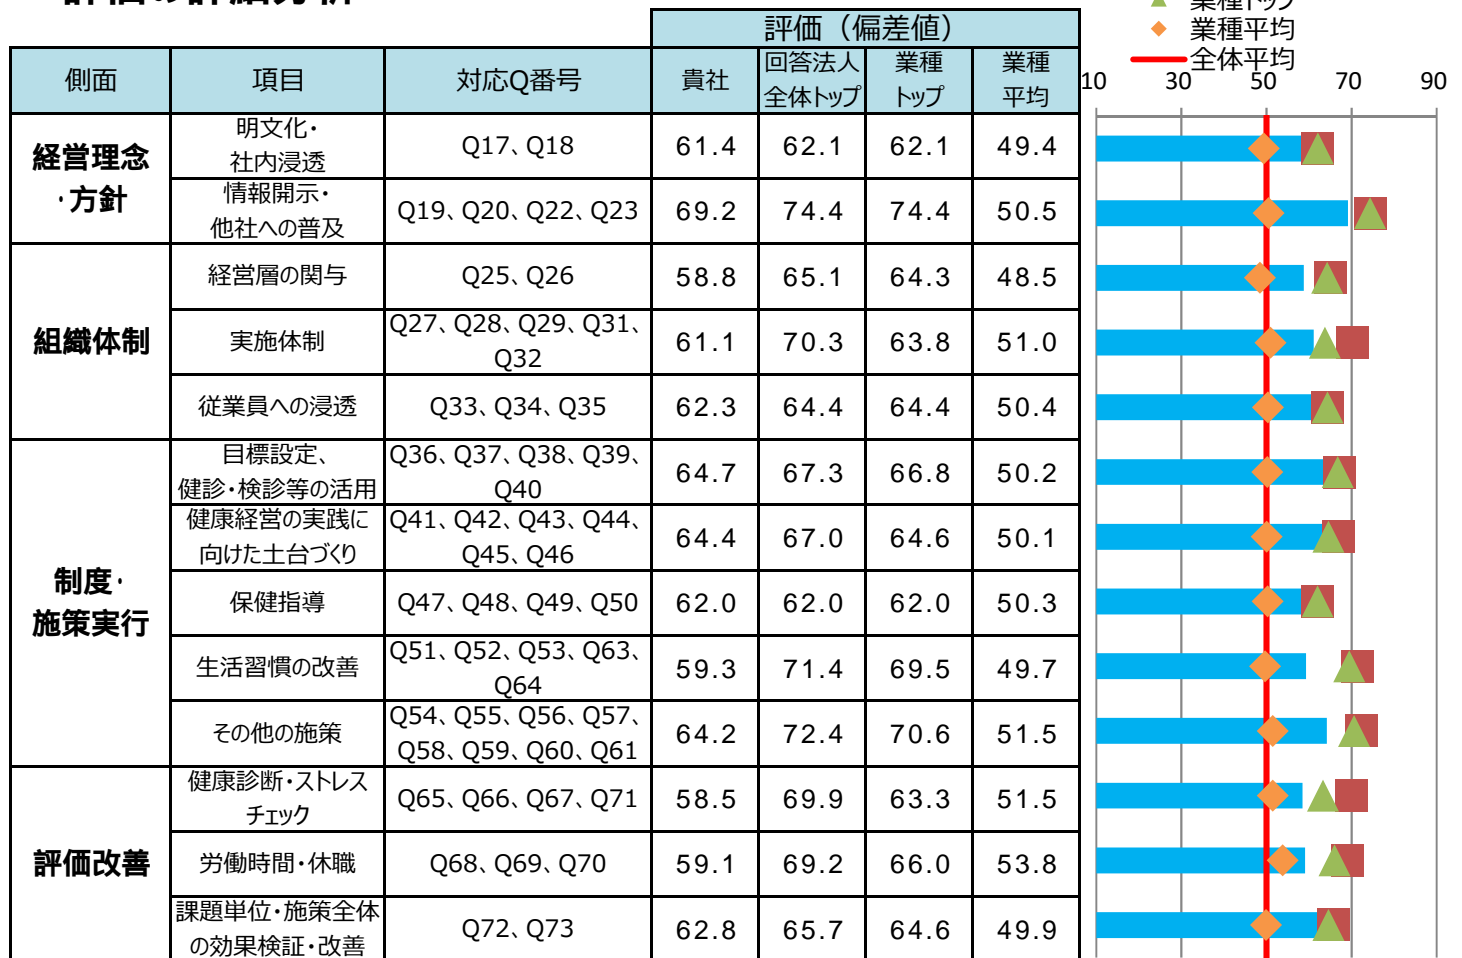 評価の詳細分析
業種トップ
業種平均
全体平均
評価（偏差値）
側面 項目 対応Q番号 貴社 回答法人全体トップ 業種トップ 業種平均
10 30 50 70 90
経営理念・方針
明文化・社内浸透 Q17、Q18 61.4 62.1 62.1 49.4
情報開示・他社への普及 Q19、Q20、Q22、Q23 69.2 74.4 74.4 50.5
組織体制
経営層の関与 Q25、Q26 58.8 65.1 64.3 48.5
実施体制 Q27、Q28、Q29、Q31、Q32 61.1 70.3 63.8 51.0
従業員への浸透 Q33、Q34、Q35 62.3 64.4 64.4 50.4
制度・施策実行
目標設定、健診・検診等の活用 Q36、Q37、Q38、Q39、Q40 64.7 67.3 66.8 50.2
健康経営の実践に向けた土台づくり Q41、Q42、Q43、Q44、Q45、Q46 64.4 67.0 64.6 50.1
保健指導 Q47、Q48、Q49、Q50 62.0 62.0 62.0 50.3
生活習慣の改善 Q51、Q52、Q53、Q63、Q64 59.3 71.4 69.5 49.7
その他の施策 Q54、Q55、Q56、Q57、Q58、Q59、Q60、Q61 64.2 72.4 70.6 51.5
評価改善
健康診断・ストレスチェック Q65、Q66、Q67、Q71 58.5 69.9 63.3 51.5
労働時間・休職 Q68、Q69、Q70 59.1 69.2 66.0 53.8
課題単位・施策全体の効果検証・改善 Q72、Q73 62.8 65.7 64.6 49.9